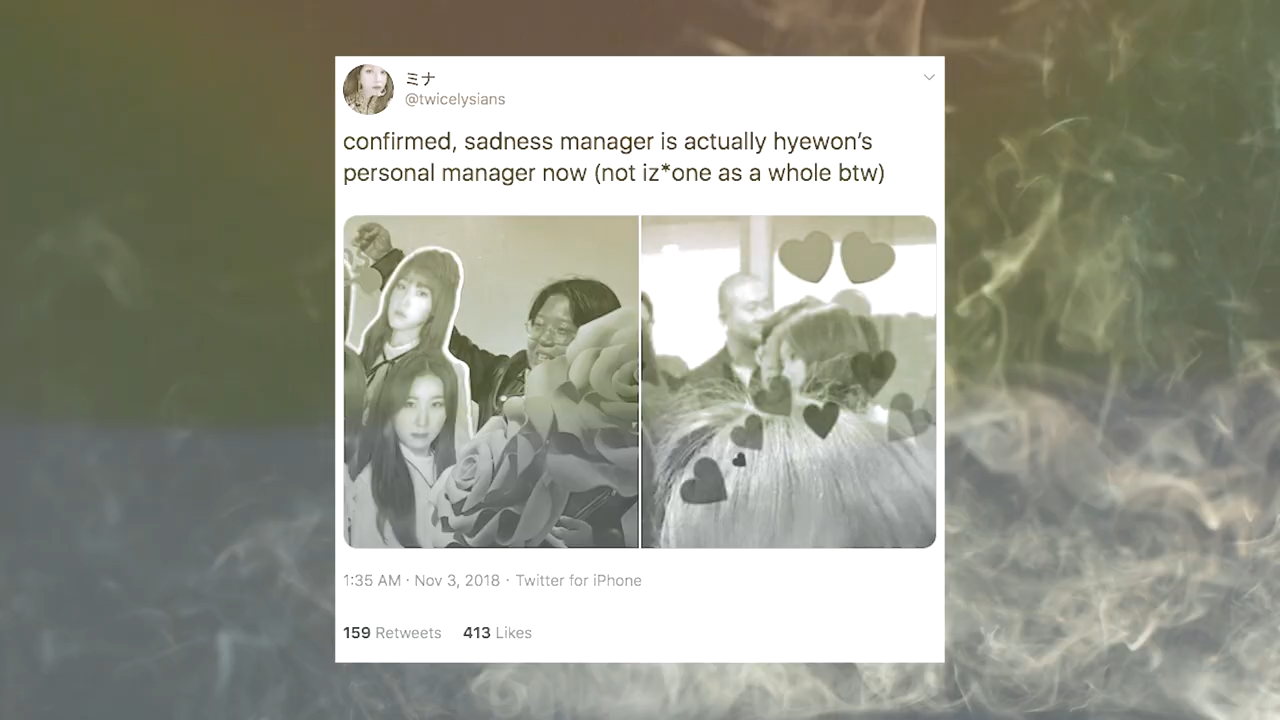 ミナ
@twicelysians
confirmed, sadness manager is actually hyewon’s
personal manager now (not iz*one as a whole btw)
1:35 AM · Nov 3, 2018 · Twitter for iPhone
159 Retweets 413 Likes